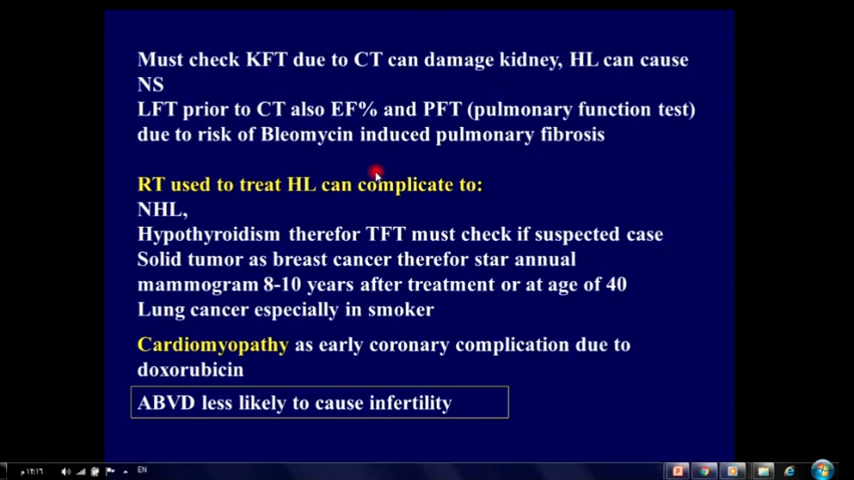 Must check KFT due to CT can damage kidney, HL can cause
NS
LFT prior to CT also EF% and PFT (pulmonary function test)
due to risk of Bleomycin induced pulmonary fibrosis
RT used to treat HL can complicate to:
NHL,
Hypothyroidism therefor TFT must check if suspected case
Solid tumor as breast cancer therefor star annual
mammogram 8-10 years after treatment or at age of 40
Lung cancer especially in smoker
Cardiomyopathy as early coronary complication due to
doxorubicin
ABVD less likely to cause infertility
م ١٢:١٦
EN